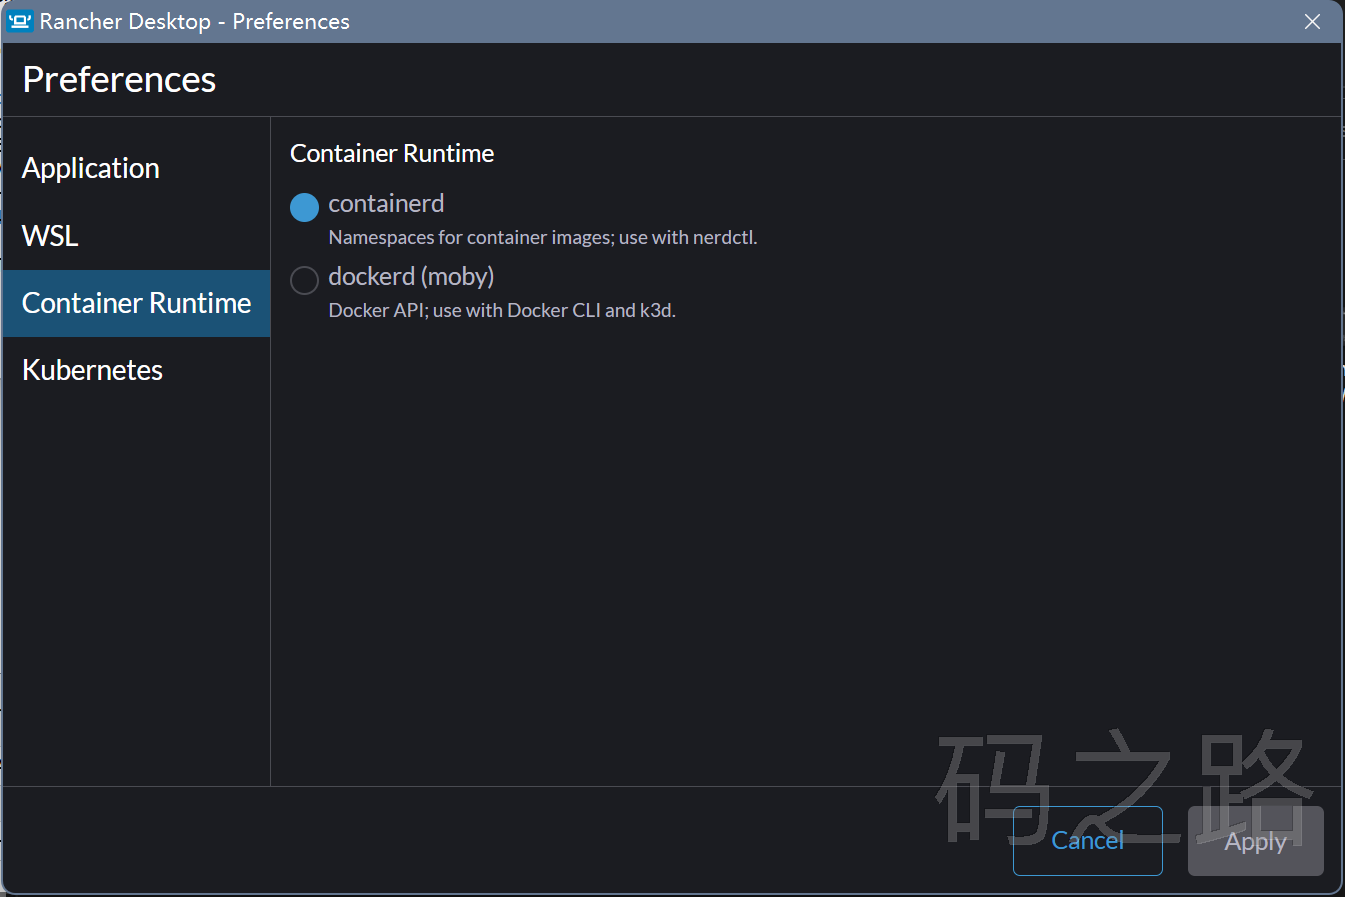 Rancher Desktop - Preferences
Preferences
Application
WSL
Container Runtime
Kubernetes
Container Runtime
containerd
Namespaces for container images; use with nerdctl.
dockerd (moby)
Docker API; use with Docker CLI and k3d.
码之路
Cancel
Apply